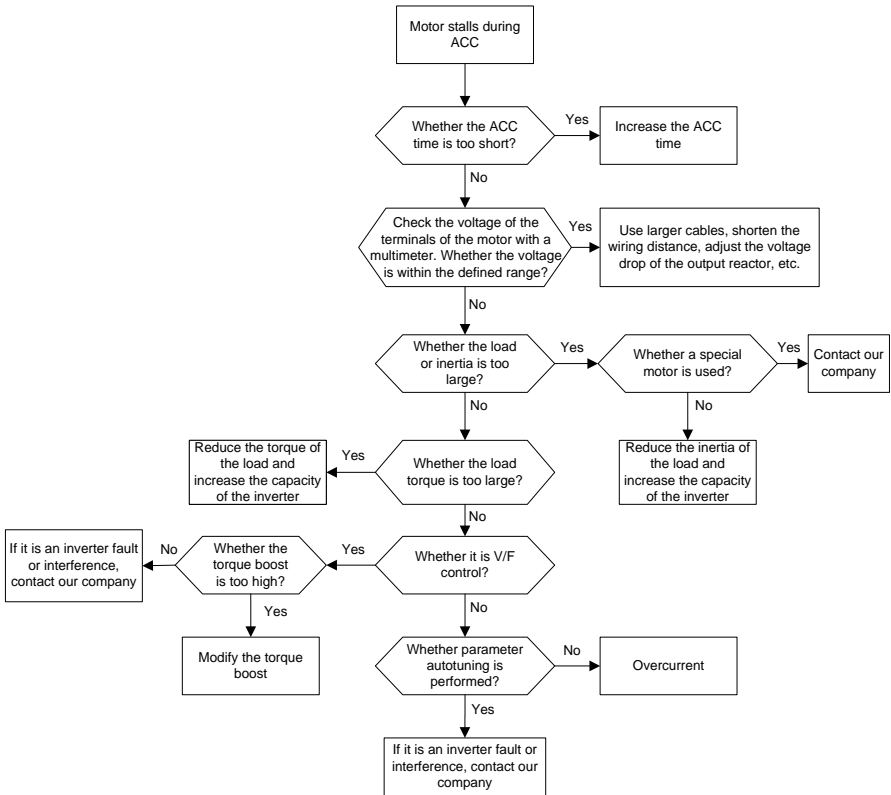 Motor stalls during
ACC
Whether the ACC
time is too short?
Yes
Increase the ACC
time
No
Check the voltage of the
terminals of the motor with a
multimeter. Whether the voltage
is within the defined range?
Yes
Use larger cables, shorten the
wiring distance, adjust the voltage
drop of the output reactor, etc.
No
Whether the load
or inertia is too
large?
Yes
Whether a special
motor is used?
Yes
Contact our
company
No
No
Reduce the torque of
the load and
increase the capacity
of the inverter
Yes
Whether the load
torque is too large?
Reduce the inertia of
the load and
increase the capacity
of the inverter
No
If it is an inverter fault
or interference,
contact our company
No
Whether the
torque boost
is too high?
Yes
Whether it is V/F
control?
Yes
No
Modify the torque
boost
Whether parameter
autotuning is
performed?
No
Overcurrent
Yes
If it is an inverter fault or
interference, contact our
company